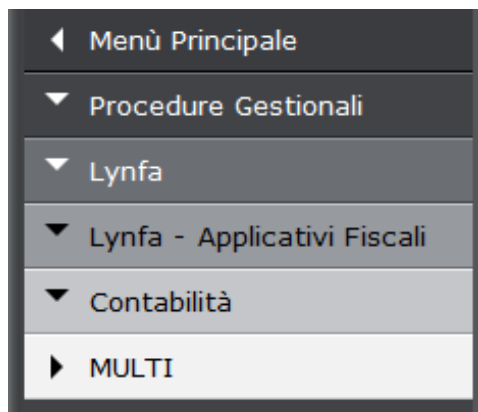 Menù Principale
Procedure Gestionali
Lynfa
Lynfa - Applicativi Fiscali
Contabilità
MULTI